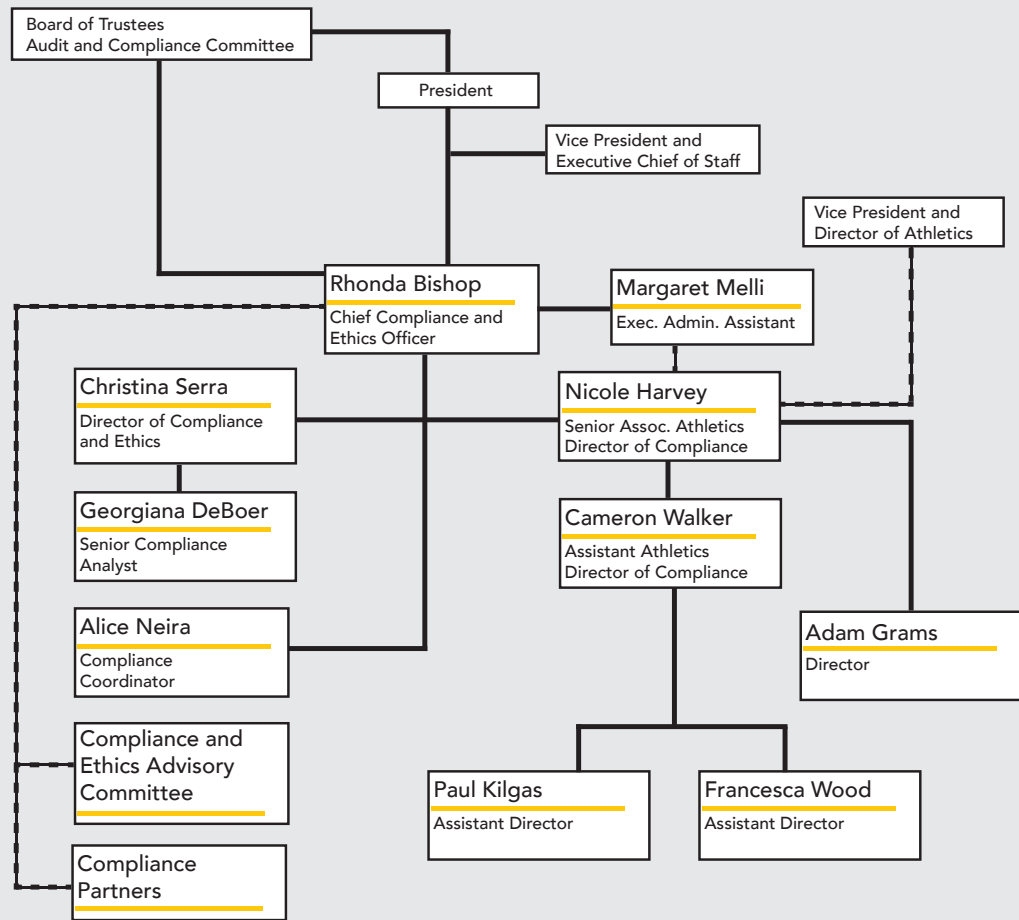 Board of Trustees
Audit and Compliance Committee
President
Vice President and
Executive Chief of Staff
Vice President and
Director of Athletics
Rhonda Bishop
Chief Compliance and
Ethics Officer
Margaret Melli
Exec. Admin. Assistant
Christina Serra
Director of Compliance
and Ethics
Nicole Harvey
Senior Assoc. Athletics
Director of Compliance
Georgiana DeBoer
Senior Compliance
Analyst
Cameron Walker
Assistant Athletics
Director of Compliance
Alice Neira
Compliance
Coordinator
Adam Grams
Director
Compliance and
Ethics Advisory
Committee
Paul Kilgas
Assistant Director
Francesca Wood
Assistant Director
Compliance
Partners